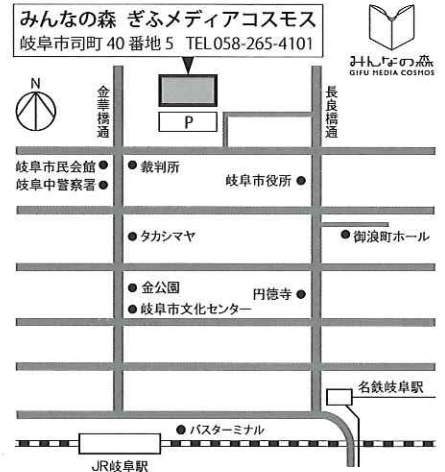 みんなの森 ぎふメディアコスモス
岐阜市司町40番地5 TEL058-265-4101
みんなの森
GIFU MEDIA COSMOS
N
金華橋通
長良橋通
P
岐阜市民会館
裁判所
岐阜中警察署
岐阜市役所
タカシマヤ
御浪町ホール
金公園
円徳寺
岐阜市文化センター
名鉄岐阜駅
バスターミナル
JR岐阜駅